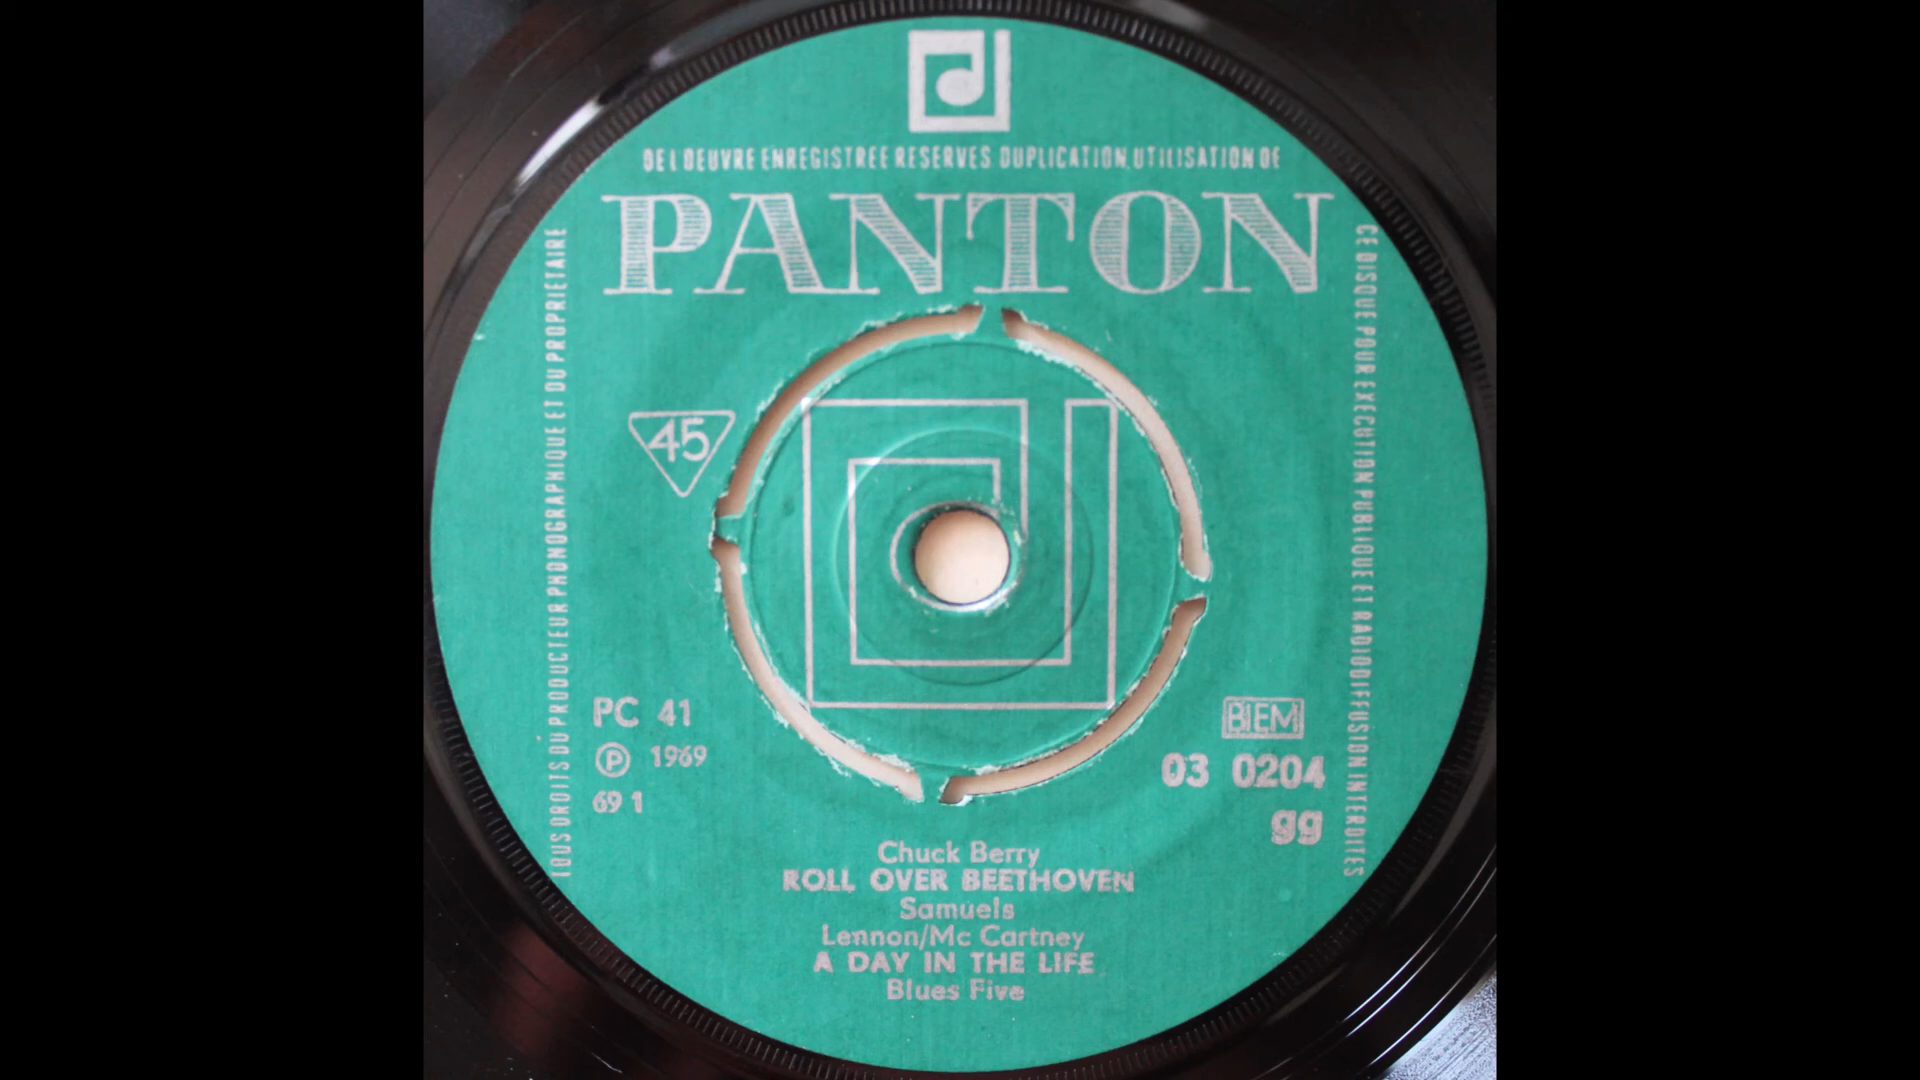 DE L OEUVRE ENREGISTREE RESERVES DUPLICATION UTILISATION DE
PANTON
TOUS DROITS DU PRODUCTEUR PHONOGRAPHIQUE ET DU PROPRIETAIRE
CE DISQUE POUR EXECUTION PUBLIQUE ET RADIODIFFUSION INTERDITES
45
PC 41
Ⓟ 1969
69 1
BIEM
03 0204
gg
Chuck Berry
ROLL OVER BEETHOVEN
Samuels
Lennon/Mc Cartney
A DAY IN THE LIFE
Blues Five